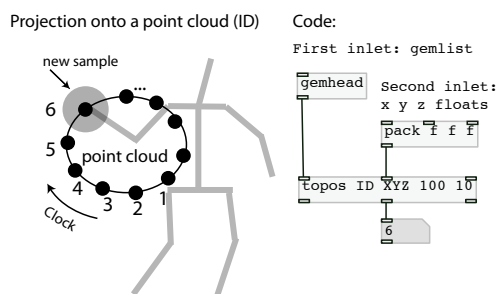 Projection onto a point cloud (ID)
new sample
...
6
5
point cloud
4
3
2
1
Clock
Code:
First inlet: gemlist
gemhead
Second inlet:
x y z floats
pack f f f
topos ID XYZ 100 10
6